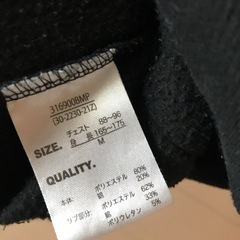 316900BMP
(30-2230-212)
チェスト 88~96
SIZE. 身 長 165~175
M
QUALITY.
本体 ポリエステル 80%
綿 20%
リブ部分 ポリエステル 62%
綿 33%
ポリウレタン 5%